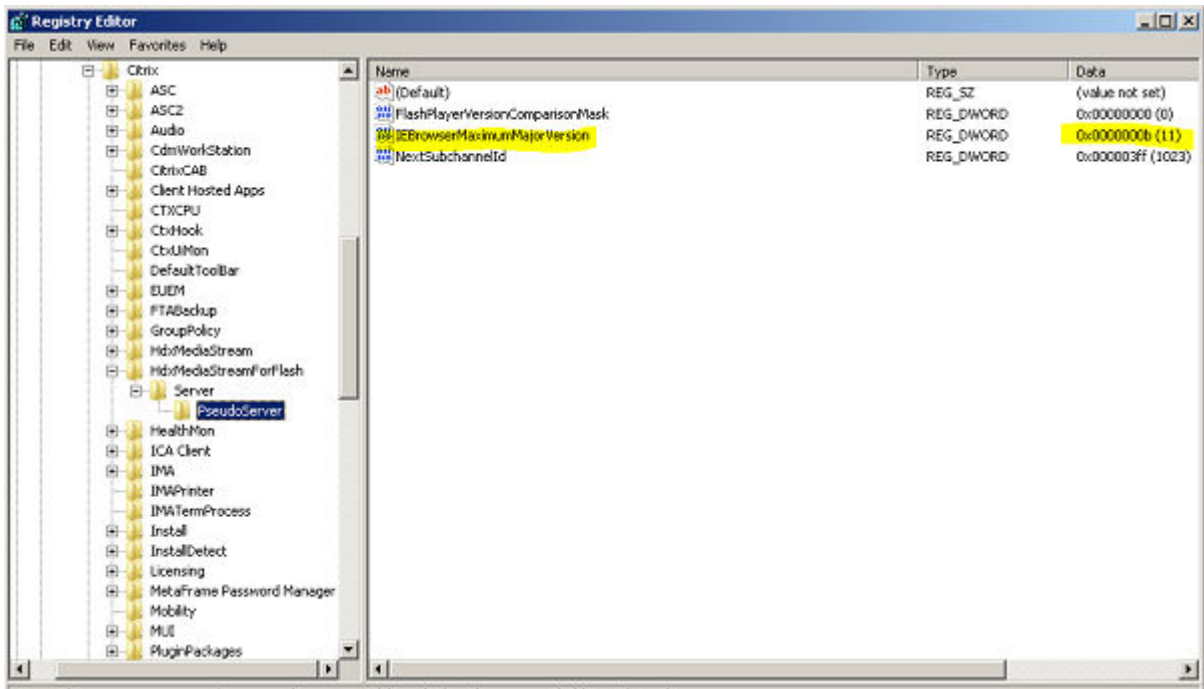 Registry Editor
File Edit View Favorites Help
Citrix
ASC
ASC2
Audio
CdmWorkStation
CitrixCAB
Client Hosted Apps
CTXCPU
CtxHook
CtxUiMon
DefaultToolBar
EUEM
FTABackup
GroupPolicy
HdxMediaStream
HdxMediaStreamForFlash
Server
PseudoServer
HealthMon
ICA Client
IMA
IMAPrinter
IMATermProcess
Install
InstallDetect
Licensing
MetaFrame Password Manager
Mobility
MUI
PluginPackages
Name Type Data
(Default) REG_SZ (value not set)
FlashPlayerVersionComparisonMask REG_DWORD 0x00000000 (0)
IEBrowserMaximumMajorVersion REG_DWORD 0x0000000b (11)
NextSubchannelId REG_DWORD 0x000003ff (1023)